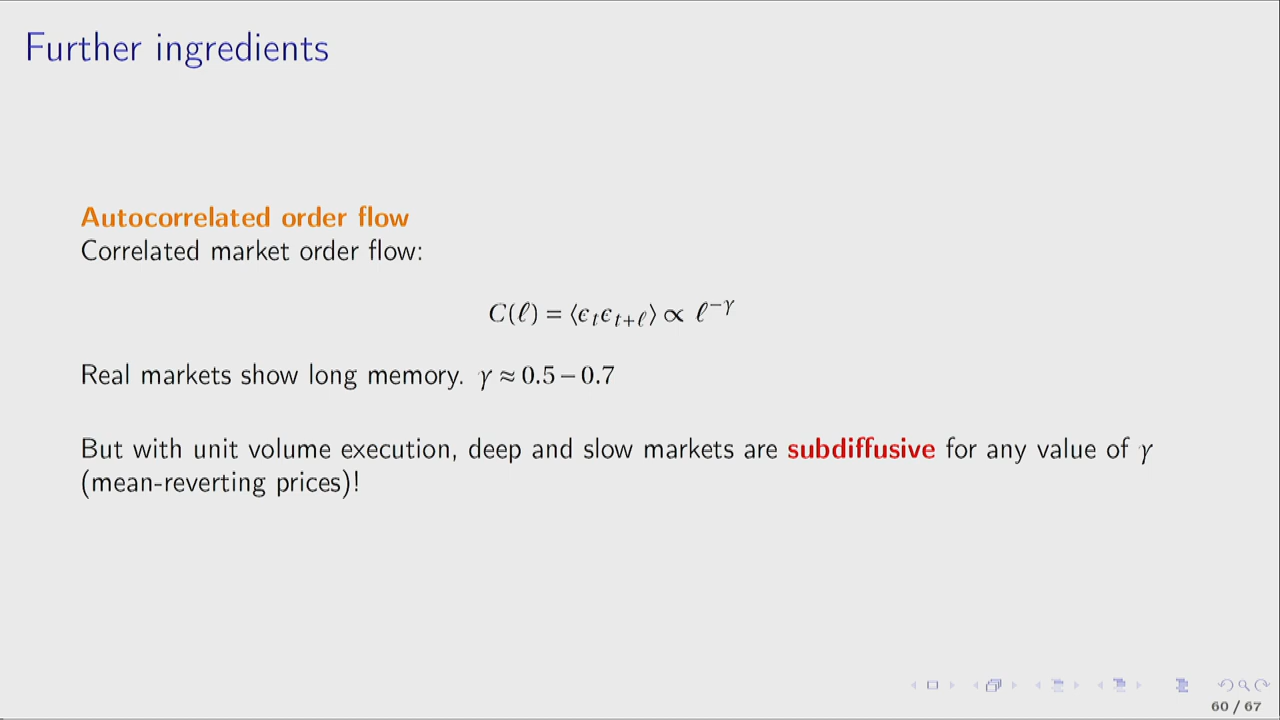 Further ingredients
Autocorrelated order flow
Correlated market order flow:
C(ℓ) = ⟨ϵ_t ϵ_{t+ℓ}⟩ ∝ ℓ^{−γ}
Real markets show long memory. γ ≈ 0.5 − 0.7
But with unit volume execution, deep and slow markets are subdiffusive for any value of γ
(mean-reverting prices)!
60 / 67